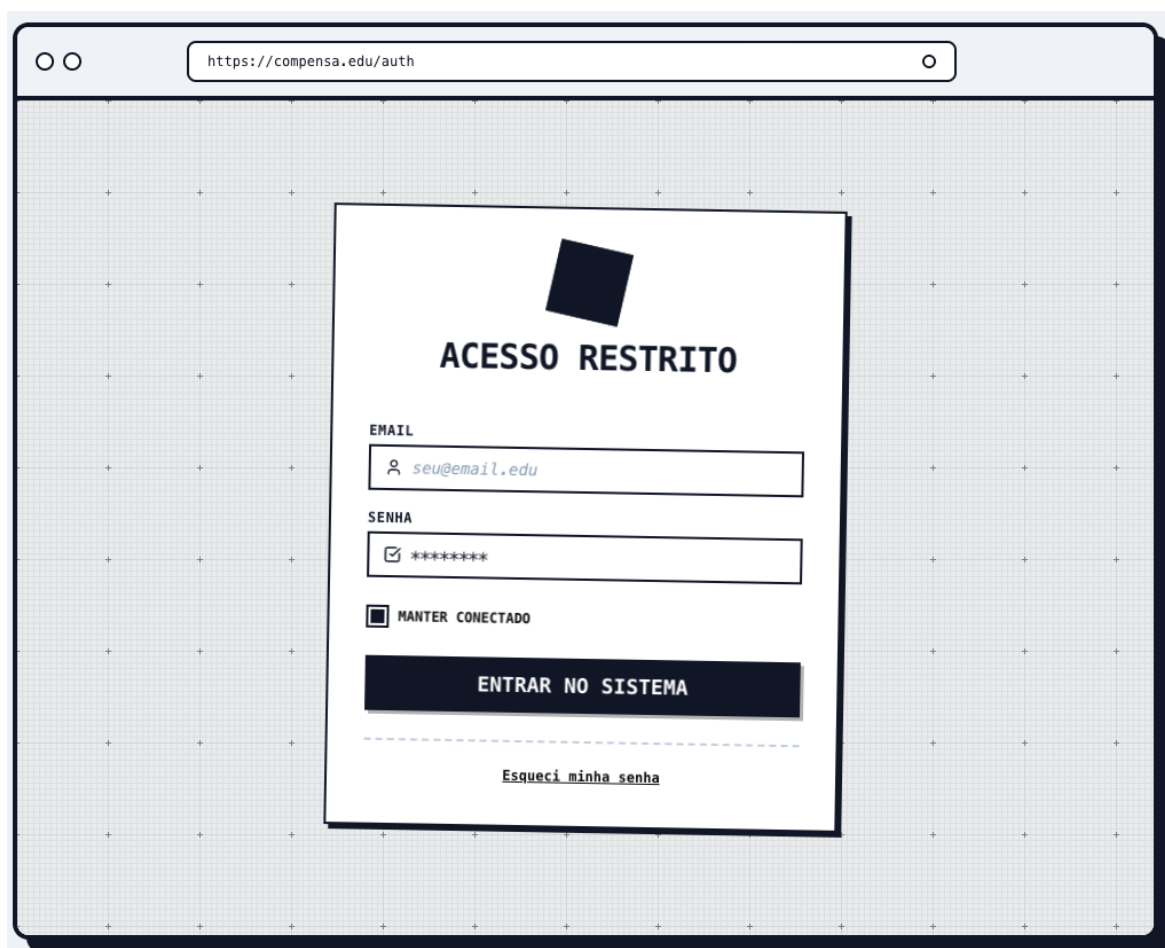 https://compensa.edu/auth
ACESSO RESTRITO
EMAIL
seu@email.edu
SENHA
********
MANTER CONECTADO
ENTRAR NO SISTEMA
Esqueci minha senha